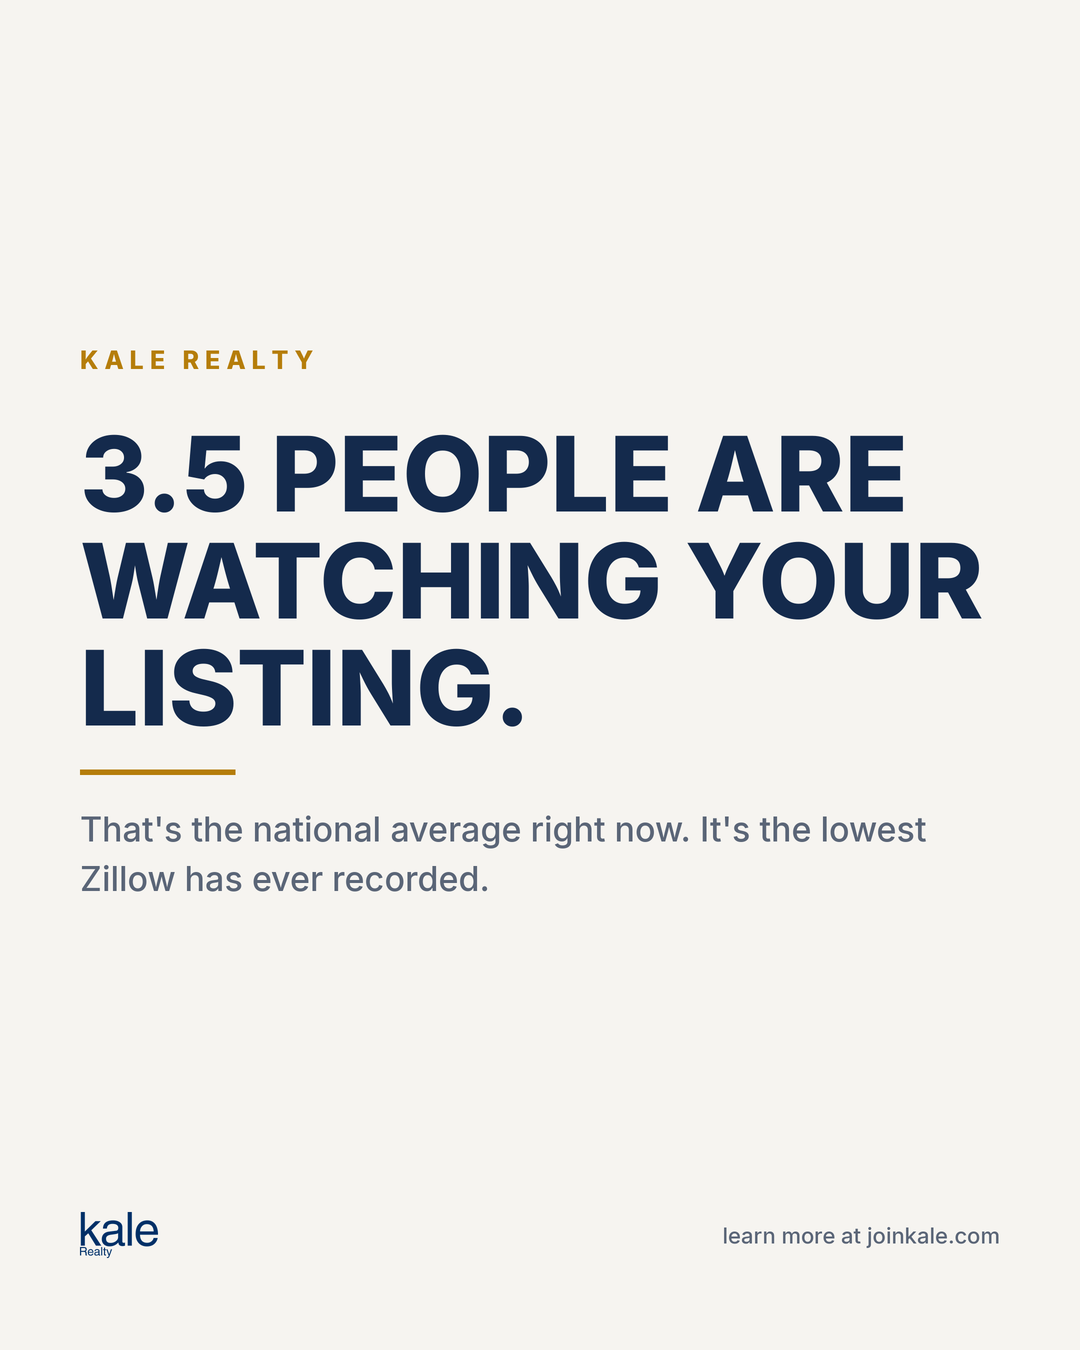 KALE REALTY
3.5 PEOPLE ARE
WATCHING YOUR
LISTING.
That's the national average right now. It's the lowest
Zillow has ever recorded.
kale
Realty
learn more at joinkale.com